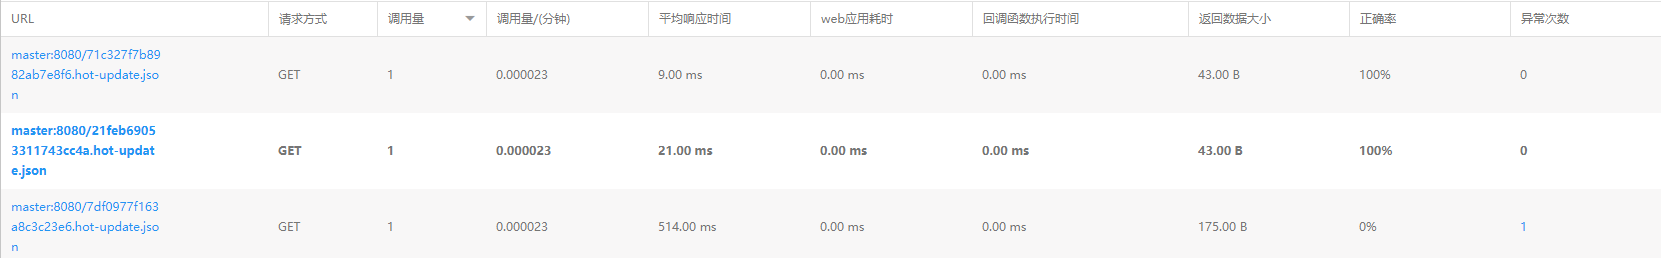 URL 请求方式 调用量 调用量/(分钟) 平均响应时间 web应用耗时 回调函数执行时间 返回数据大小 正确率 异常次数
master:8080/71c327f7b89
82ab7e8f6.hot-update.jso
n
GET 1 0.000023 9.00 ms 0.00 ms 0.00 ms 43.00 B 100% 0
master:8080/21feb6905
3311743cc4a.hot-updat
e.json
GET 1 0.000023 21.00 ms 0.00 ms 0.00 ms 43.00 B 100% 0
master:8080/7df0977f163
a8c3c23e6.hot-update.jso
n
GET 1 0.000023 514.00 ms 0.00 ms 0.00 ms 175.00 B 0% 1